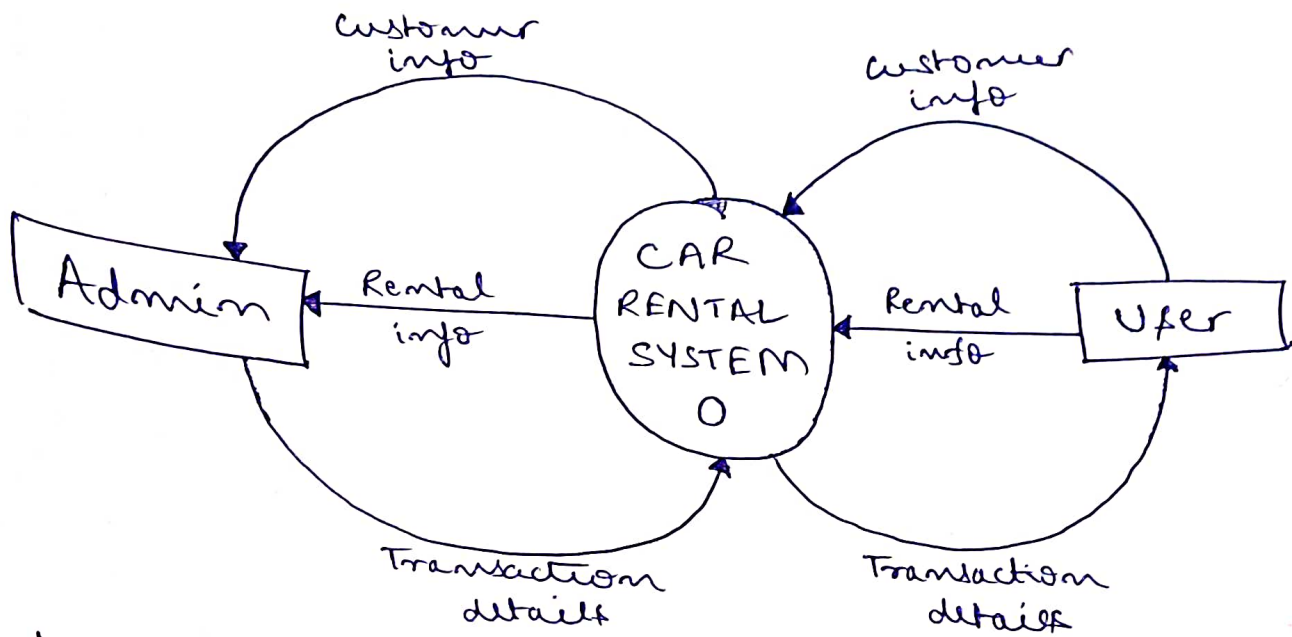 Customer
info
Customer
info
Admin
Rental
info
CAR
RENTAL
SYSTEM
0
Rental
info
User
Transaction
details
Transaction
details